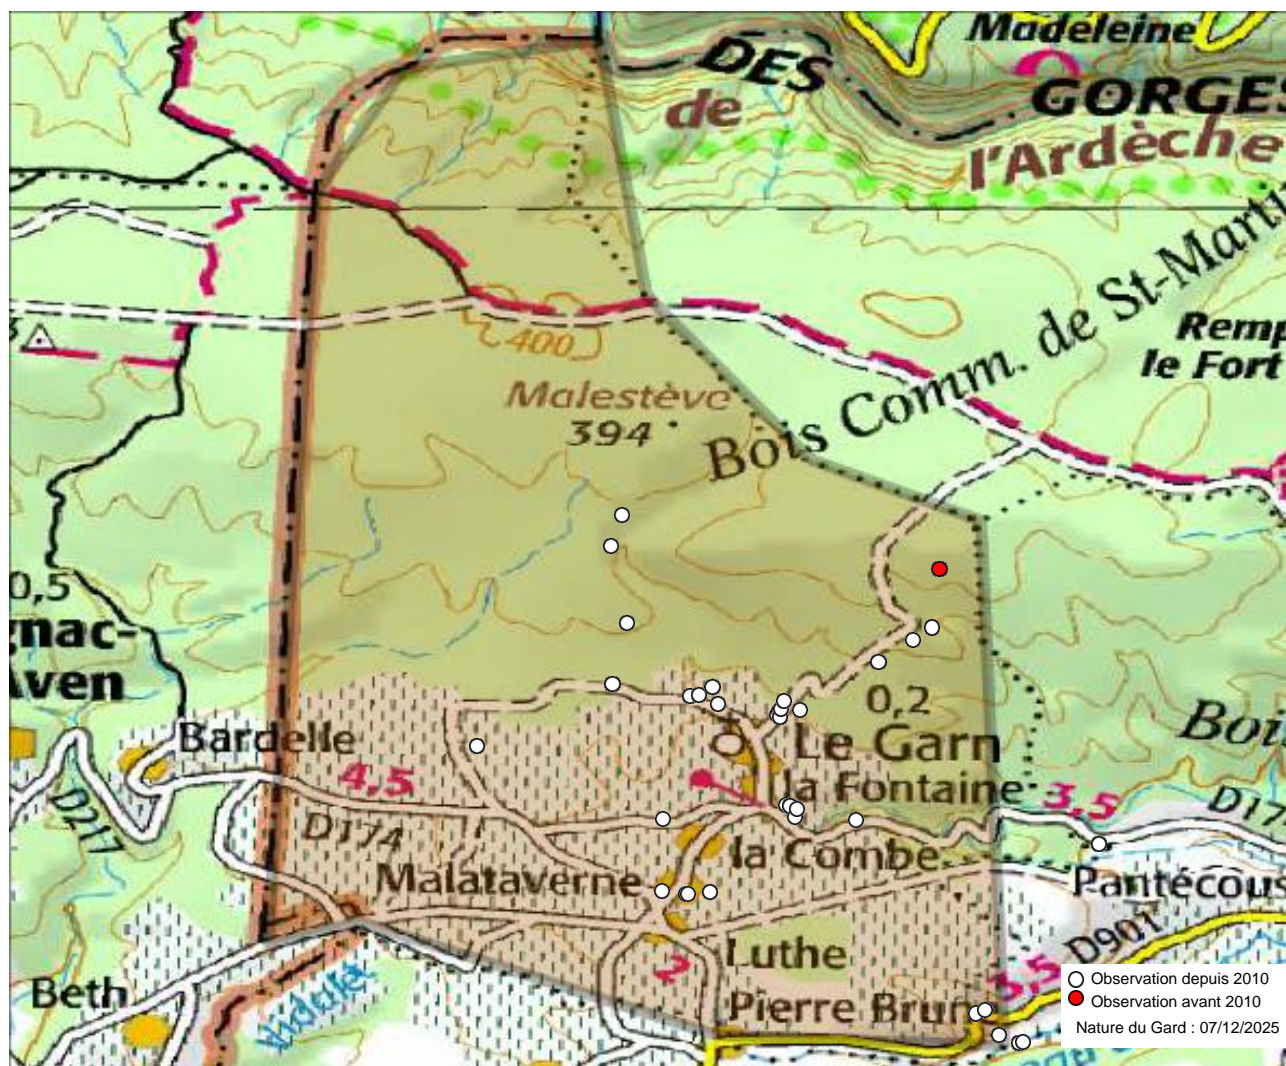 Madeleine
DES
GORGES
de
l'Ardèche
Bois Comm. de St-Marti
400
Malestève
394
Remp
le Fort
0,5
gnac-
Aven
0,2
Bardelle
Le Garn
4,5
la Fontaine
3,5
D217
D174
D17
la Combe
Malataverne
Pantécous
D901
Luthe
2
Beth
Pierre Brun
3,5
Observation depuis 2010
Observation avant 2010
Nature du Gard : 07/12/2025